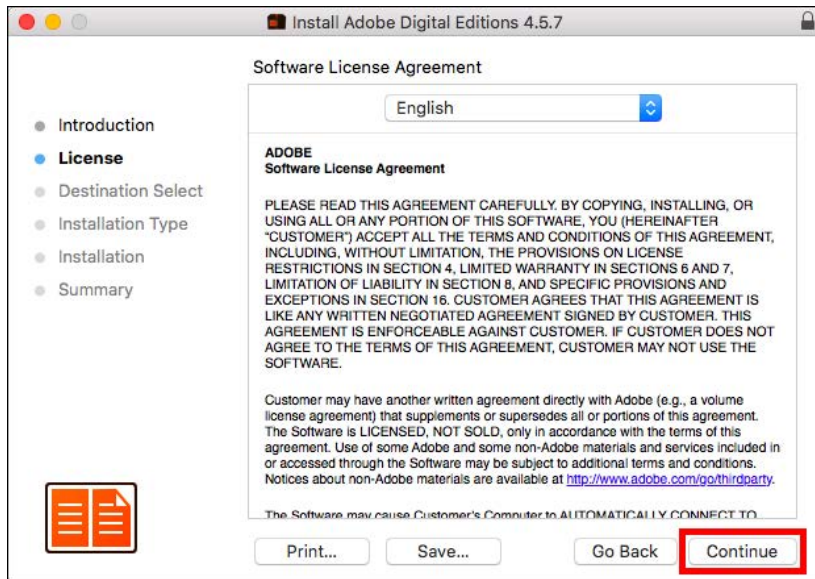 Install Adobe Digital Editions 4.5.7
Software License Agreement
English
Introduction
License
Destination Select
Installation Type
Installation
Summary
ADOBE
Software License Agreement
PLEASE READ THIS AGREEMENT CAREFULLY. BY COPYING, INSTALLING, OR
USING ALL OR ANY PORTION OF THIS SOFTWARE, YOU (HEREINAFTER
"CUSTOMER") ACCEPT ALL THE TERMS AND CONDITIONS OF THIS AGREEMENT,
INCLUDING, WITHOUT LIMITATION, THE PROVISIONS ON LICENSE
RESTRICTIONS IN SECTION 4, LIMITED WARRANTY IN SECTIONS 6 AND 7,
LIMITATION OF LIABILITY IN SECTION 8, AND SPECIFIC PROVISIONS AND
EXCEPTIONS IN SECTION 16. CUSTOMER AGREES THAT THIS AGREEMENT IS
LIKE ANY WRITTEN NEGOTIATED AGREEMENT SIGNED BY CUSTOMER. THIS
AGREEMENT IS ENFORCEABLE AGAINST CUSTOMER. IF CUSTOMER DOES NOT
AGREE TO THE TERMS OF THIS AGREEMENT, CUSTOMER MAY NOT USE THE
SOFTWARE.
Customer may have another written agreement directly with Adobe (e.g., a volume
license agreement) that supplements or supersedes all or portions of this agreement.
The Software is LICENSED, NOT SOLD, only in accordance with the terms of this
agreement. Use of some Adobe and some non-Adobe materials and services included in
or accessed through the Software may be subject to additional terms and conditions.
Notices about non-Adobe materials are available at http://www.adobe.com/go/thirdparty.
The Software may cause Customer's Computer to AUTOMATICALLY CONNECT TO
Print... Save... Go Back Continue